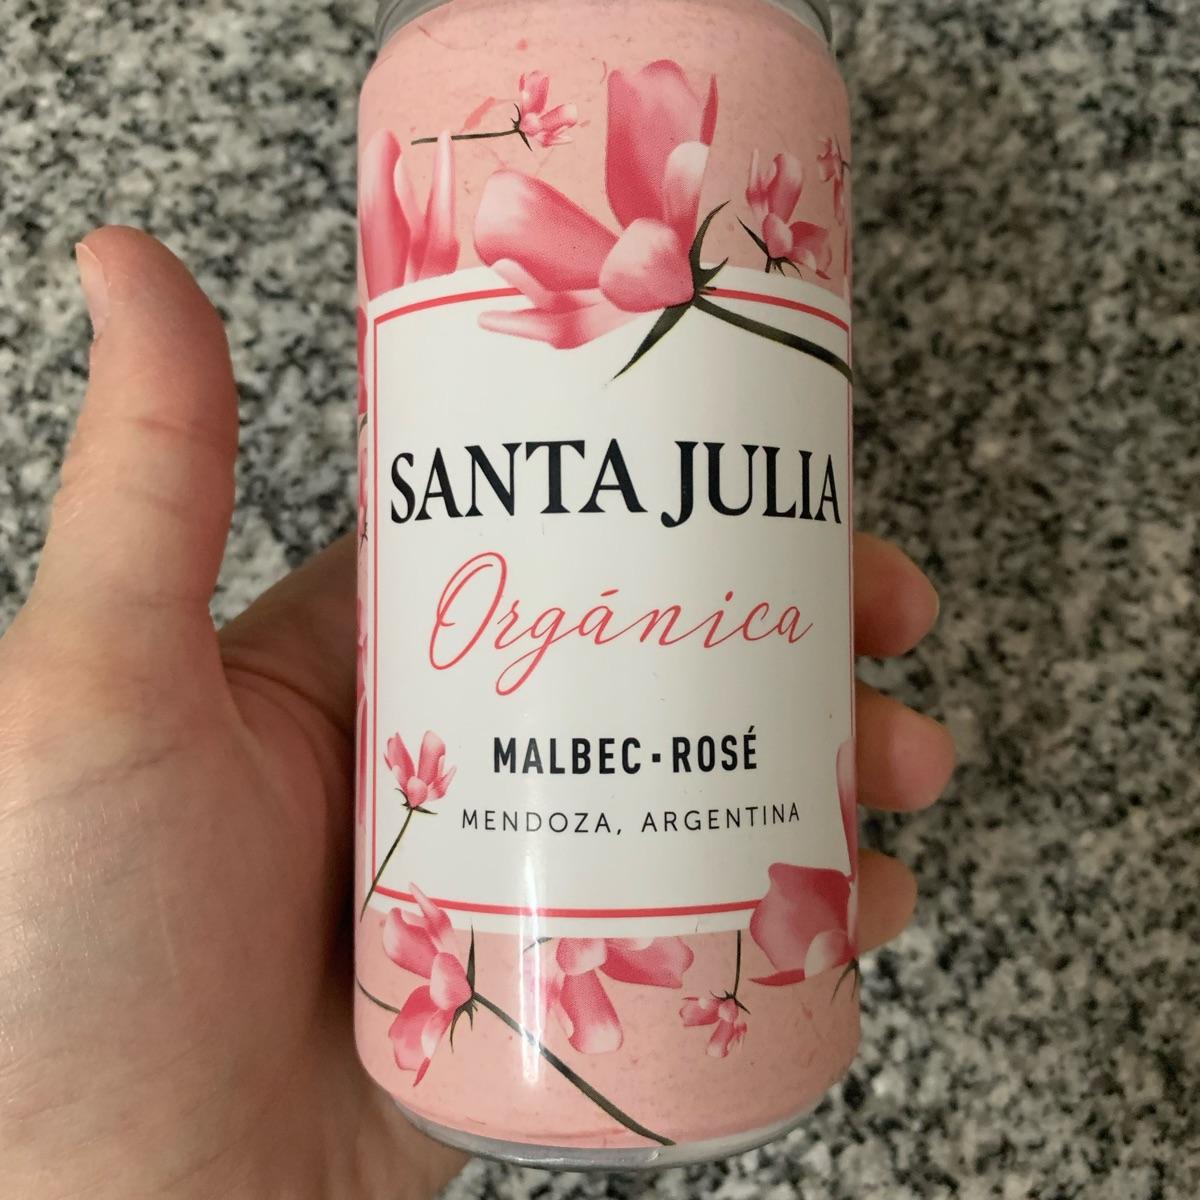 SANTA JULIA
Orgánica
MALBEC · ROSÉ
MENDOZA, ARGENTINA